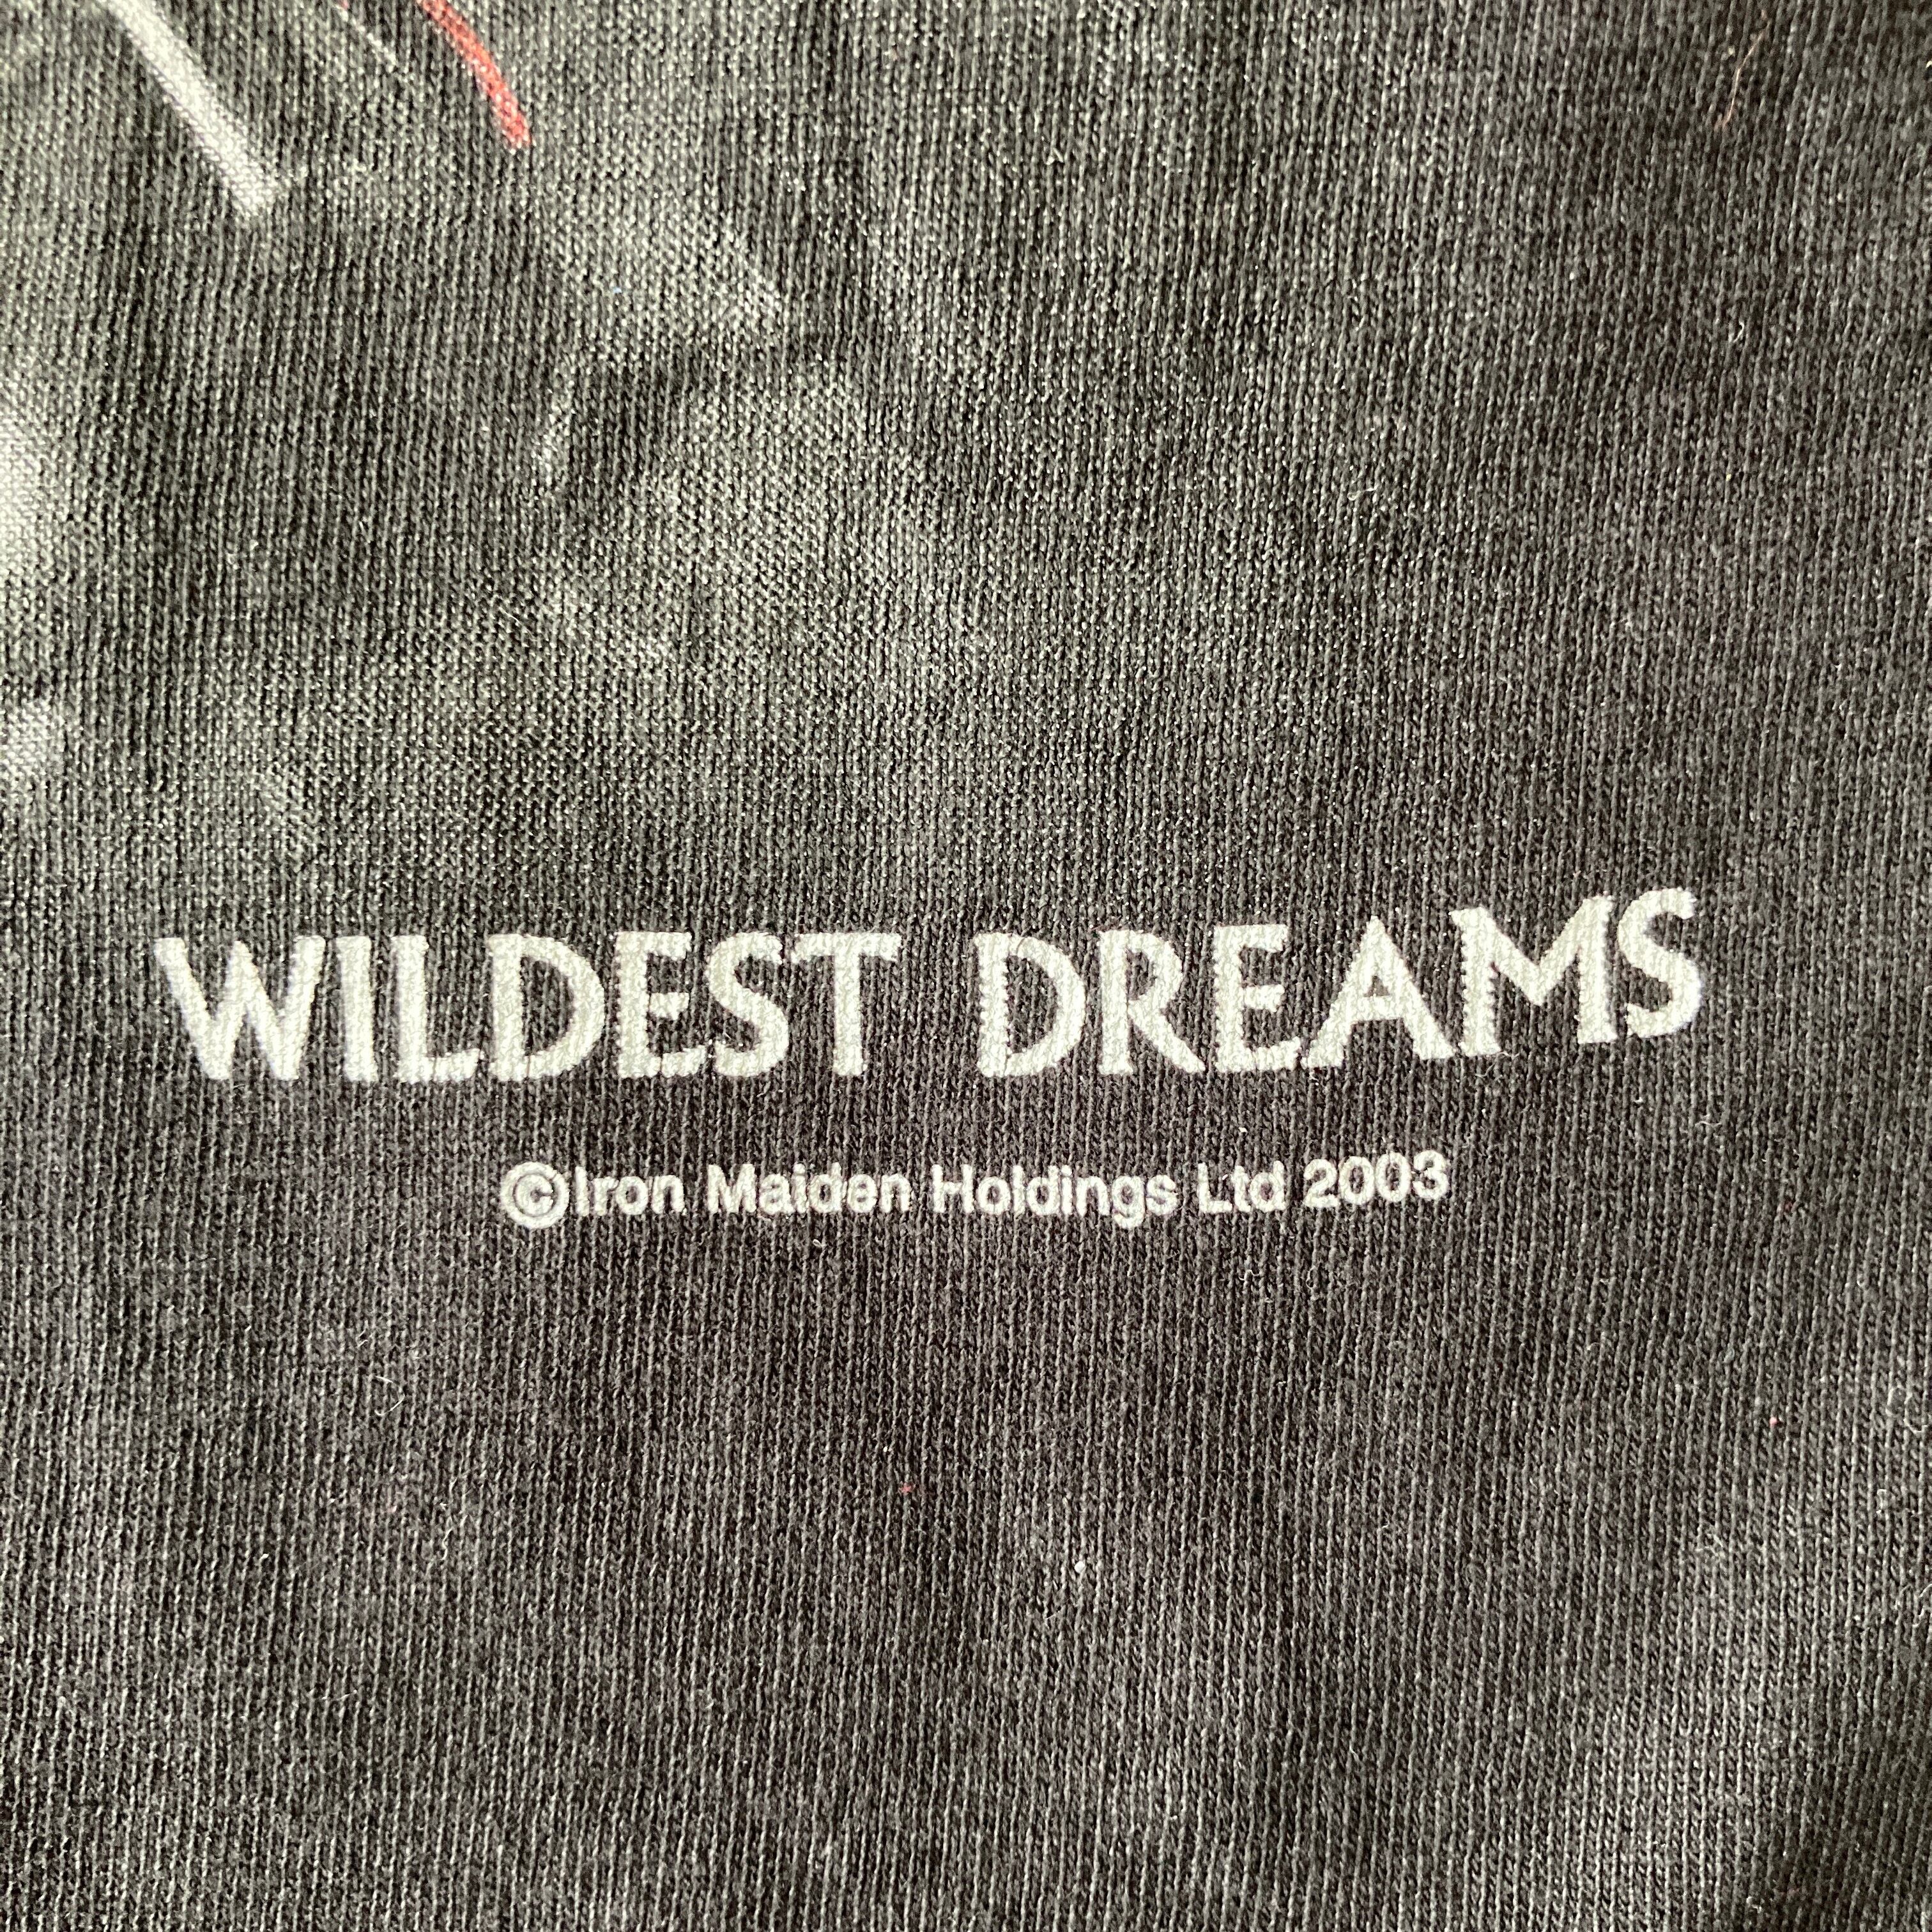 WILDEST DREAMS
©Iron Maiden Holdings Ltd 2003